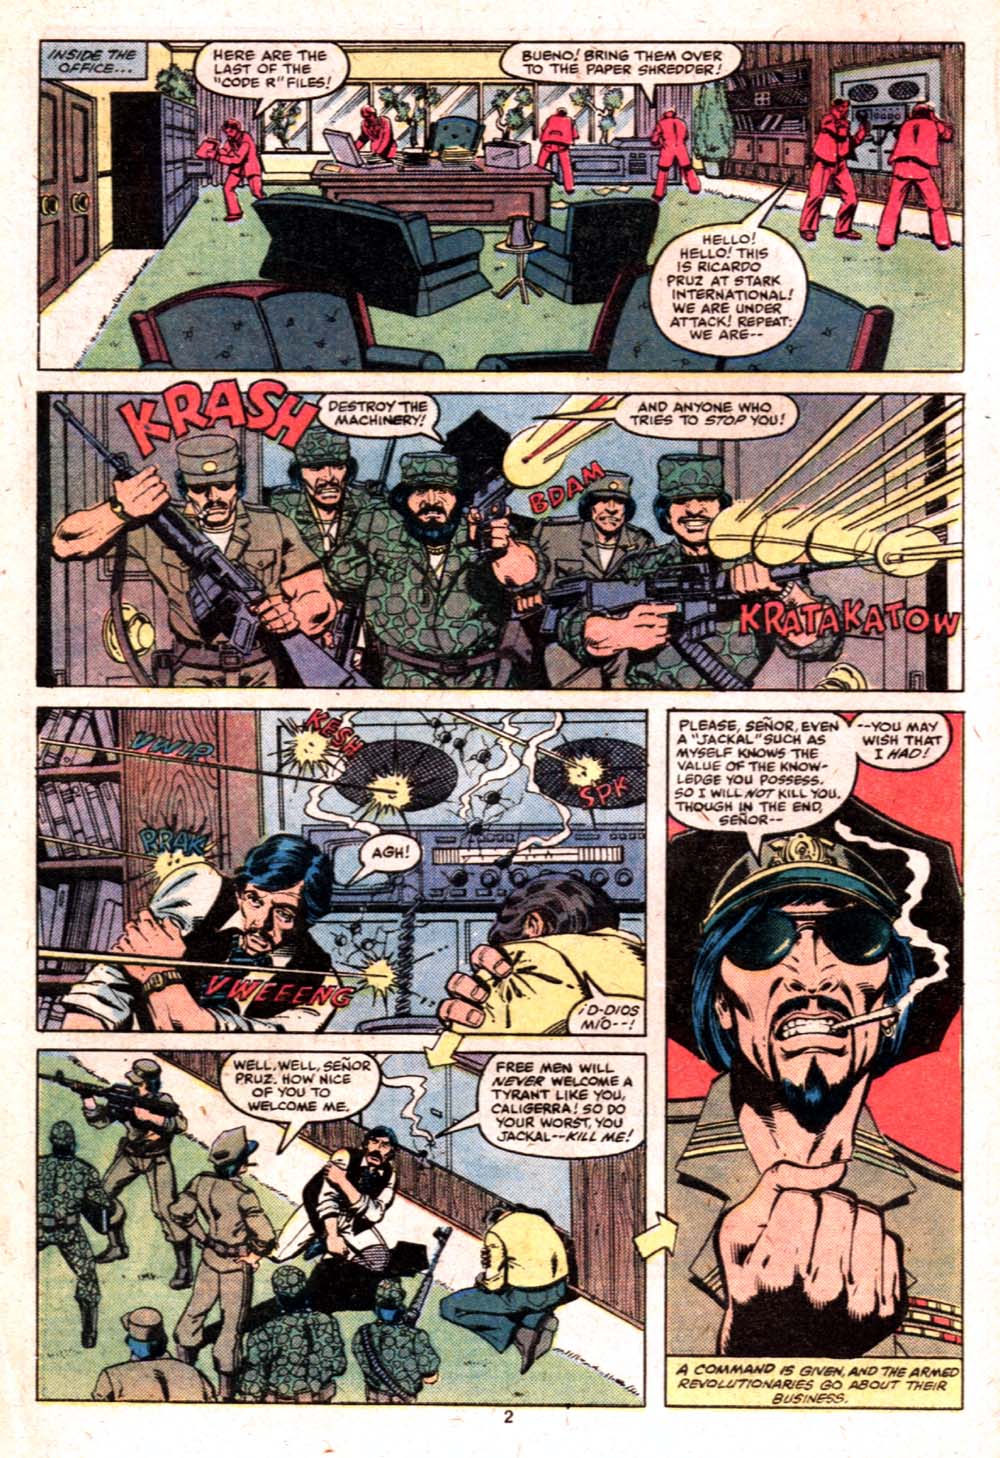 INSIDE THE
OFFICE...
HERE ARE THE
LAST OF THE
"CODE R" FILES!
BUENO! BRING THEM OVER
TO THE PAPER SHREDDER!
HELLO!
HELLO! THIS
IS RICARDO
PRUZ AT STARK
INTERNATIONAL!
WE ARE UNDER
ATTACK! REPEAT:
WE ARE--
KRASH
DESTROY THE
MACHINERY!
AND ANYONE WHO
TRIES TO STOP YOU!
BDAM
KRATAKATOW
VWIP
KESH
SPK
PRAK
AGH!
VWEEENG
¡D-DIOS
MIO--!
WELL, WELL, SEÑOR
PRUZ. HOW NICE
OF YOU TO
WELCOME ME.
FREE MEN WILL
NEVER WELCOME A
TYRANT LIKE YOU,
CALIGERRA! SO DO
YOUR WORST, YOU
JACKAL--KILL ME!
PLEASE, SEÑOR, EVEN
A "JACKAL" SUCH AS
MYSELF KNOWS THE
VALUE OF THE KNOW-
LEDGE YOU POSSESS.
SO I WILL NOT KILL YOU.
THOUGH IN THE END,
SEÑOR--
--YOU MAY
WISH THAT
I HAD!
A COMMAND IS GIVEN, AND THE ARMED
REVOLUTIONARIES GO ABOUT THEIR
BUSINESS.
2